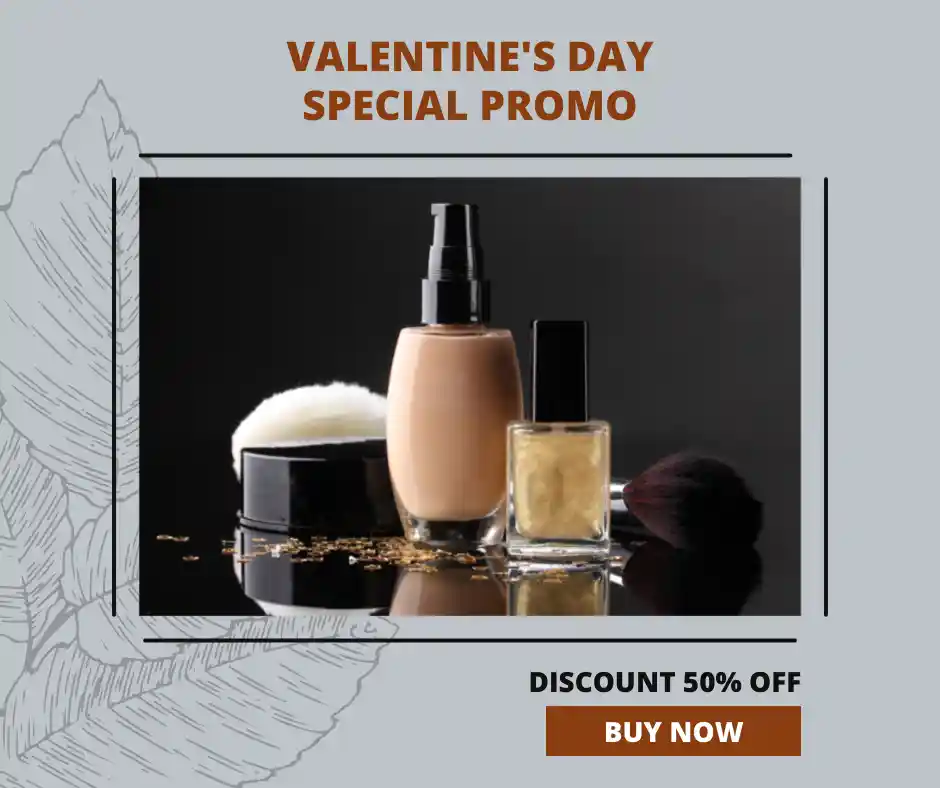 VALENTINE'S DAY
SPECIAL PROMO
DISCOUNT 50% OFF
BUY NOW